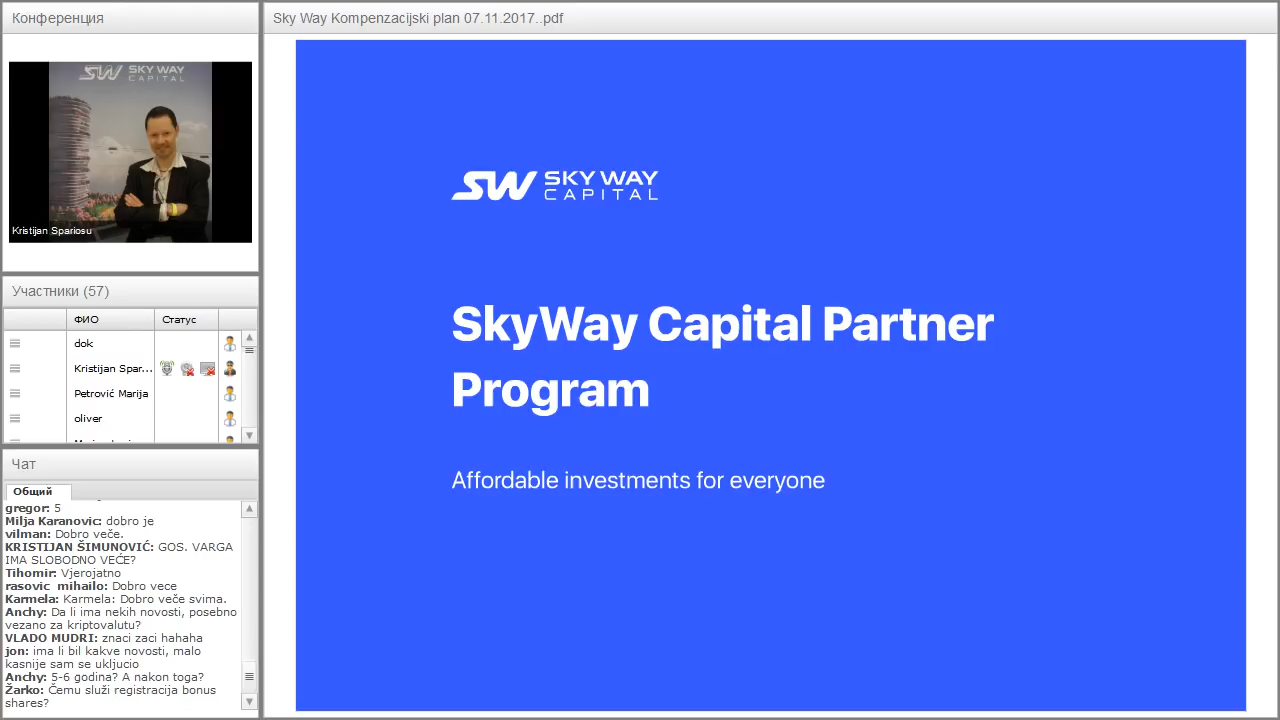 Конференция
SW SKY WAY
CAPITAL
Kristijan Spariosu
Участники (57)
ФИО Статус
dok
Kristijan Spar...
Petrović Marija
oliver
Чат
Общий
gregor: 5
Milja Karanovic: dobro je
vilman: Dobro veče.
KRISTIJAN ŠIMUNOVIĆ: GOS. VARGA
IMA SLOBODNO VEĆE?
Tihomir: Vjerojatno
rasovic mihailo: Dobro vece
Karmela: Karmela: Dobro veče svima.
Anchy: Da li ima nekih novosti, posebno
vezano za kriptovalutu?
VLADO MUDRI: znaci zaci hahaha
jon: ima li bil kakve novosti, malo
kasnije sam se ukljucio
Anchy: 5-6 godina? A nakon toga?
Žarko: Čemu služi registracija bonus
shares?
Sky Way Kompenzacijski plan 07.11.2017..pdf
SW SKY WAY
CAPITAL
SkyWay Capital Partner
Program
Affordable investments for everyone